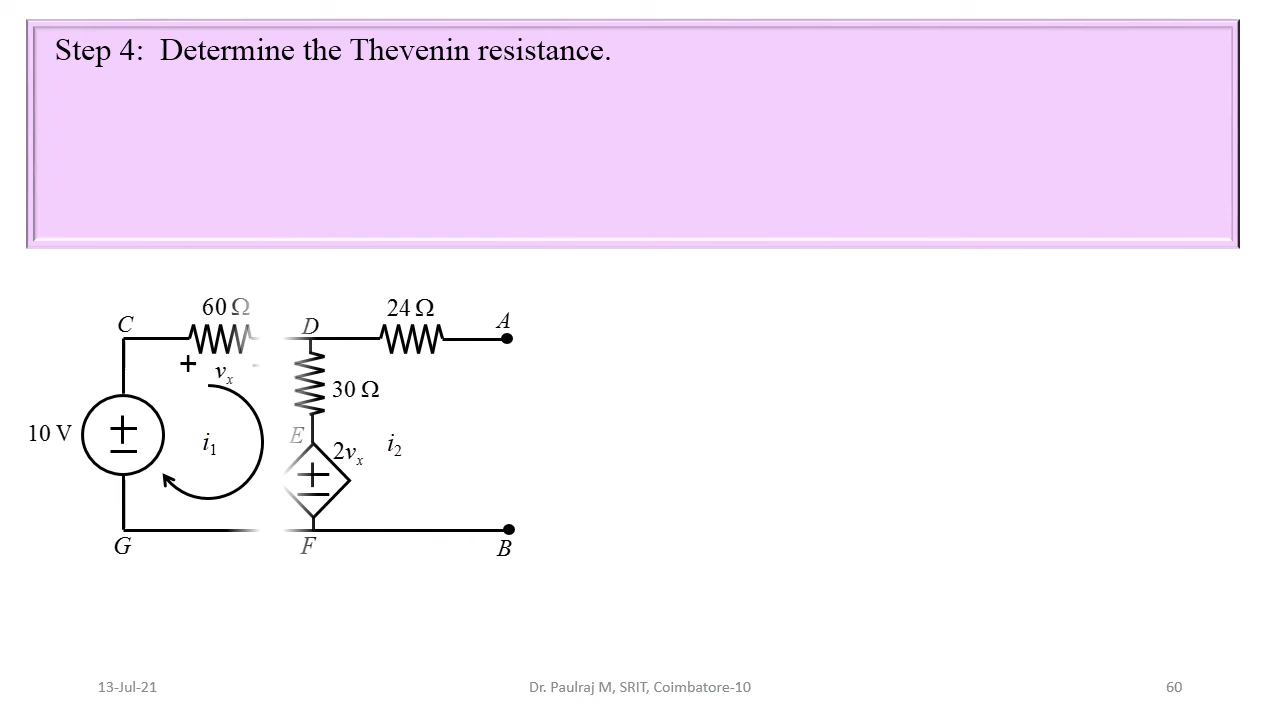 Step 4: Determine the Thevenin resistance.
60 Ω
24 Ω
C
D
A
+
vₓ
-
30 Ω
10 V
i₁
E
2vₓ
i₂
G
F
B
13-Jul-21
Dr. Paulraj M, SRIT, Coimbatore-10
60